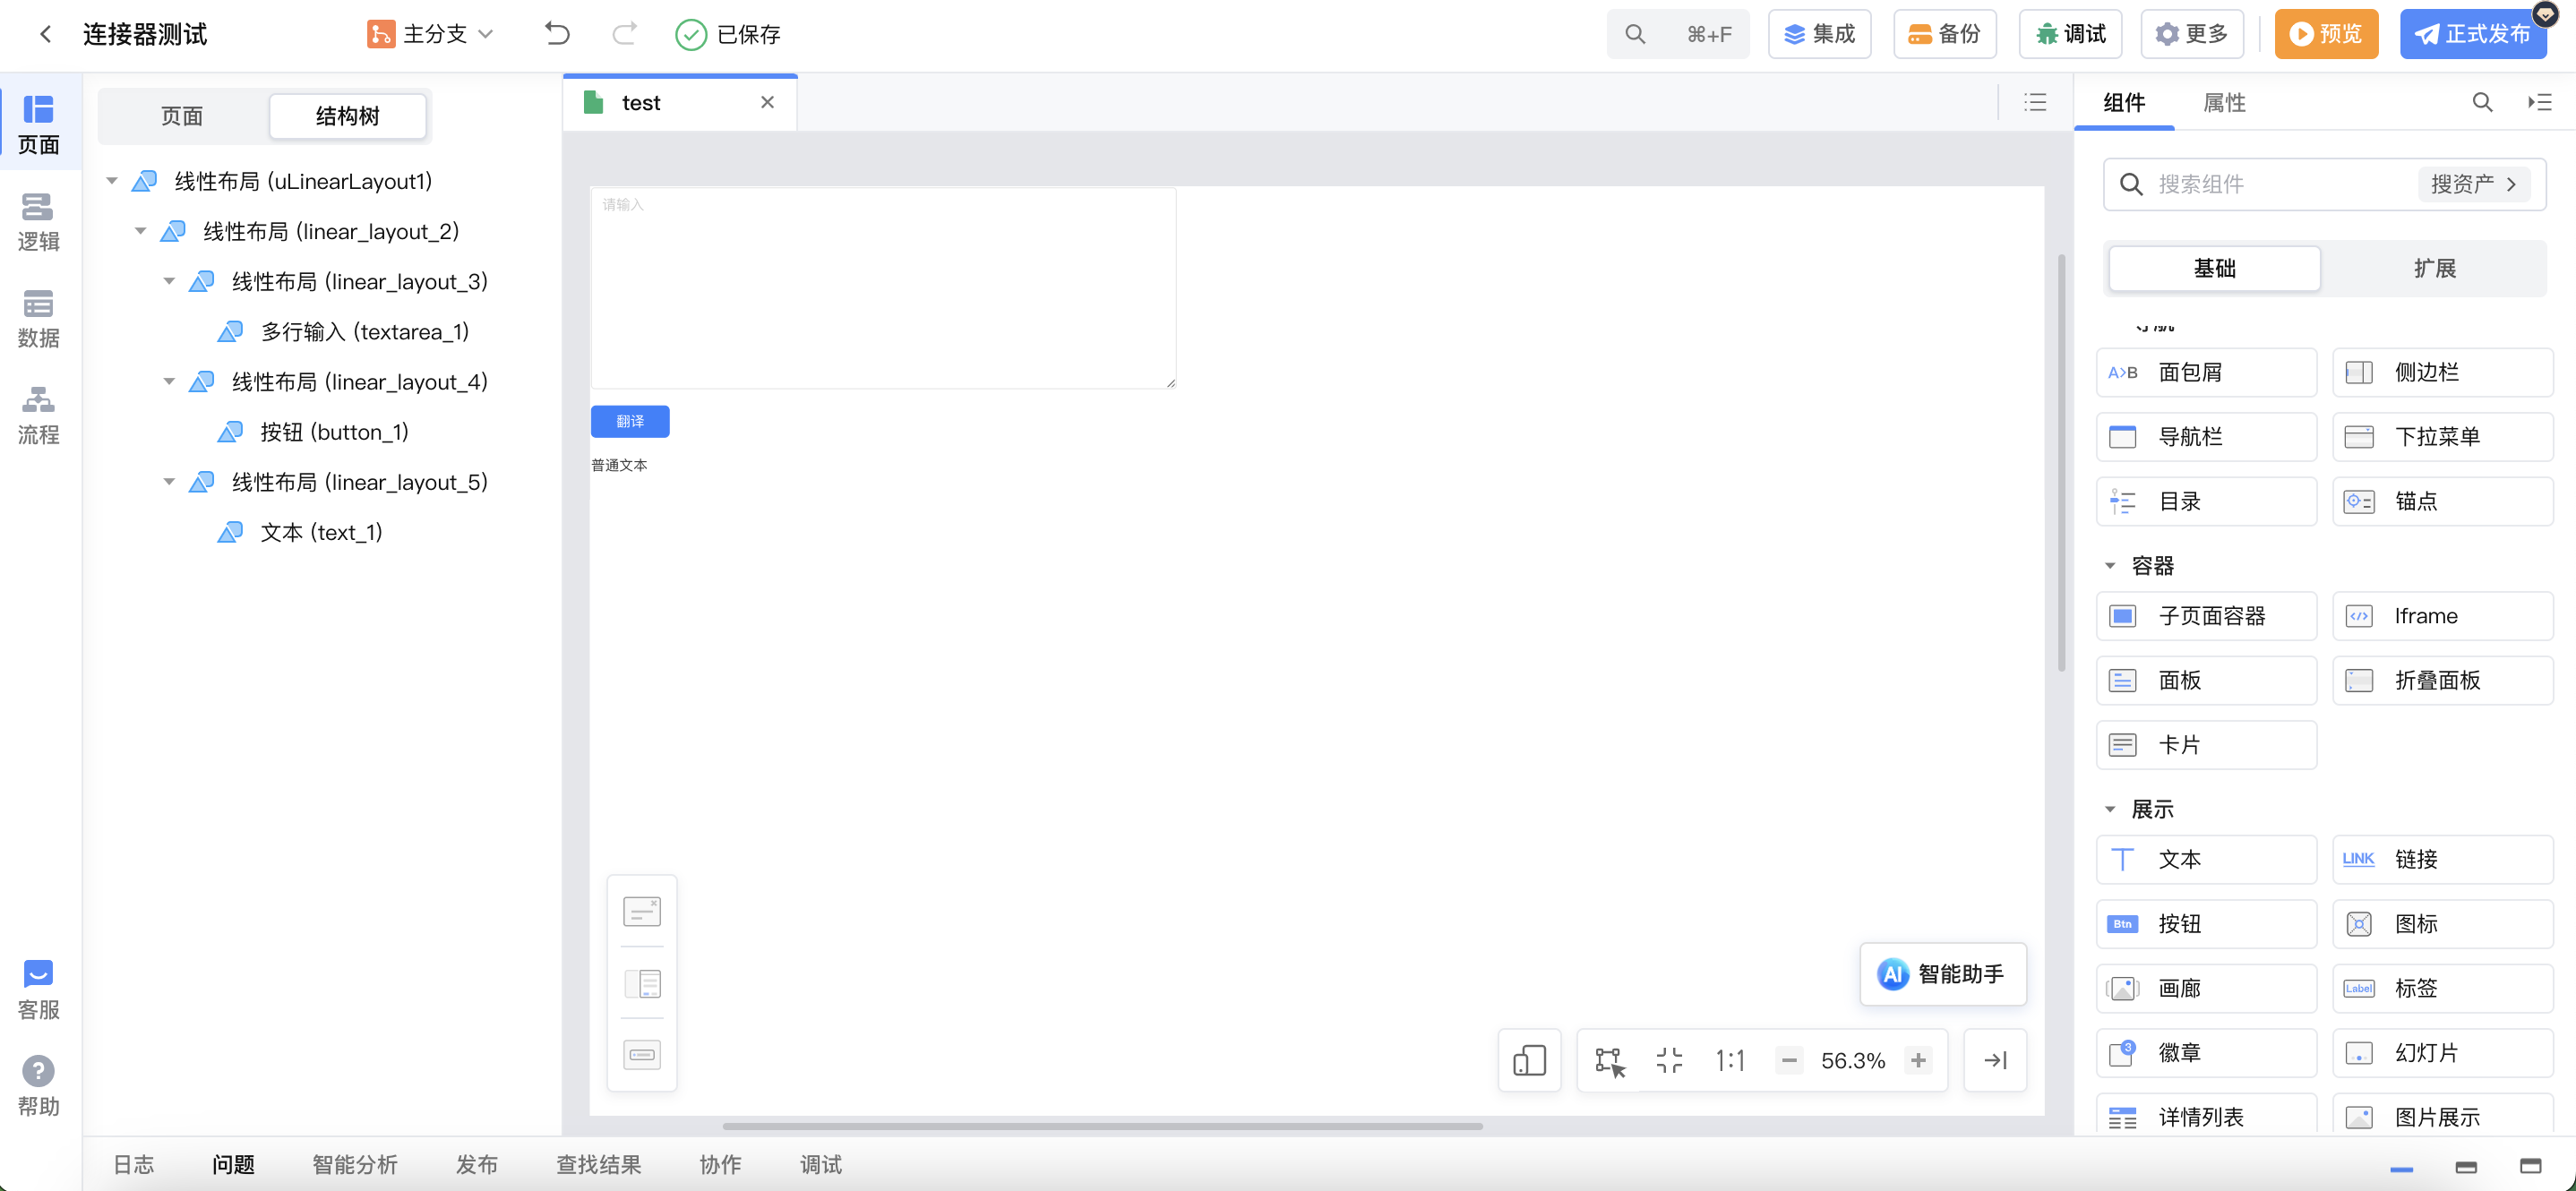 连接器测试
主分支
已保存
⌘+F
集成
备份
调试
更多
预览
正式发布
页面
逻辑
数据
流程
客服
帮助
页面
结构树
线性布局 (uLinearLayout1)
线性布局 (linear_layout_2)
线性布局 (linear_layout_3)
多行输入 (textarea_1)
线性布局 (linear_layout_4)
按钮 (button_1)
线性布局 (linear_layout_5)
文本 (text_1)
test
请输入
翻译
普通文本
AI 智能助手
1:1
56.3%
组件
属性
搜索组件
搜资产
基础
扩展
导航
A>B 面包屑
侧边栏
导航栏
下拉菜单
目录
锚点
容器
子页面容器
Iframe
面板
折叠面板
卡片
展示
文本
LINK 链接
Btn 按钮
图标
画廊
Label 标签
3 徽章
幻灯片
详情列表
图片展示
日志
问题
智能分析
发布
查找结果
协作
调试